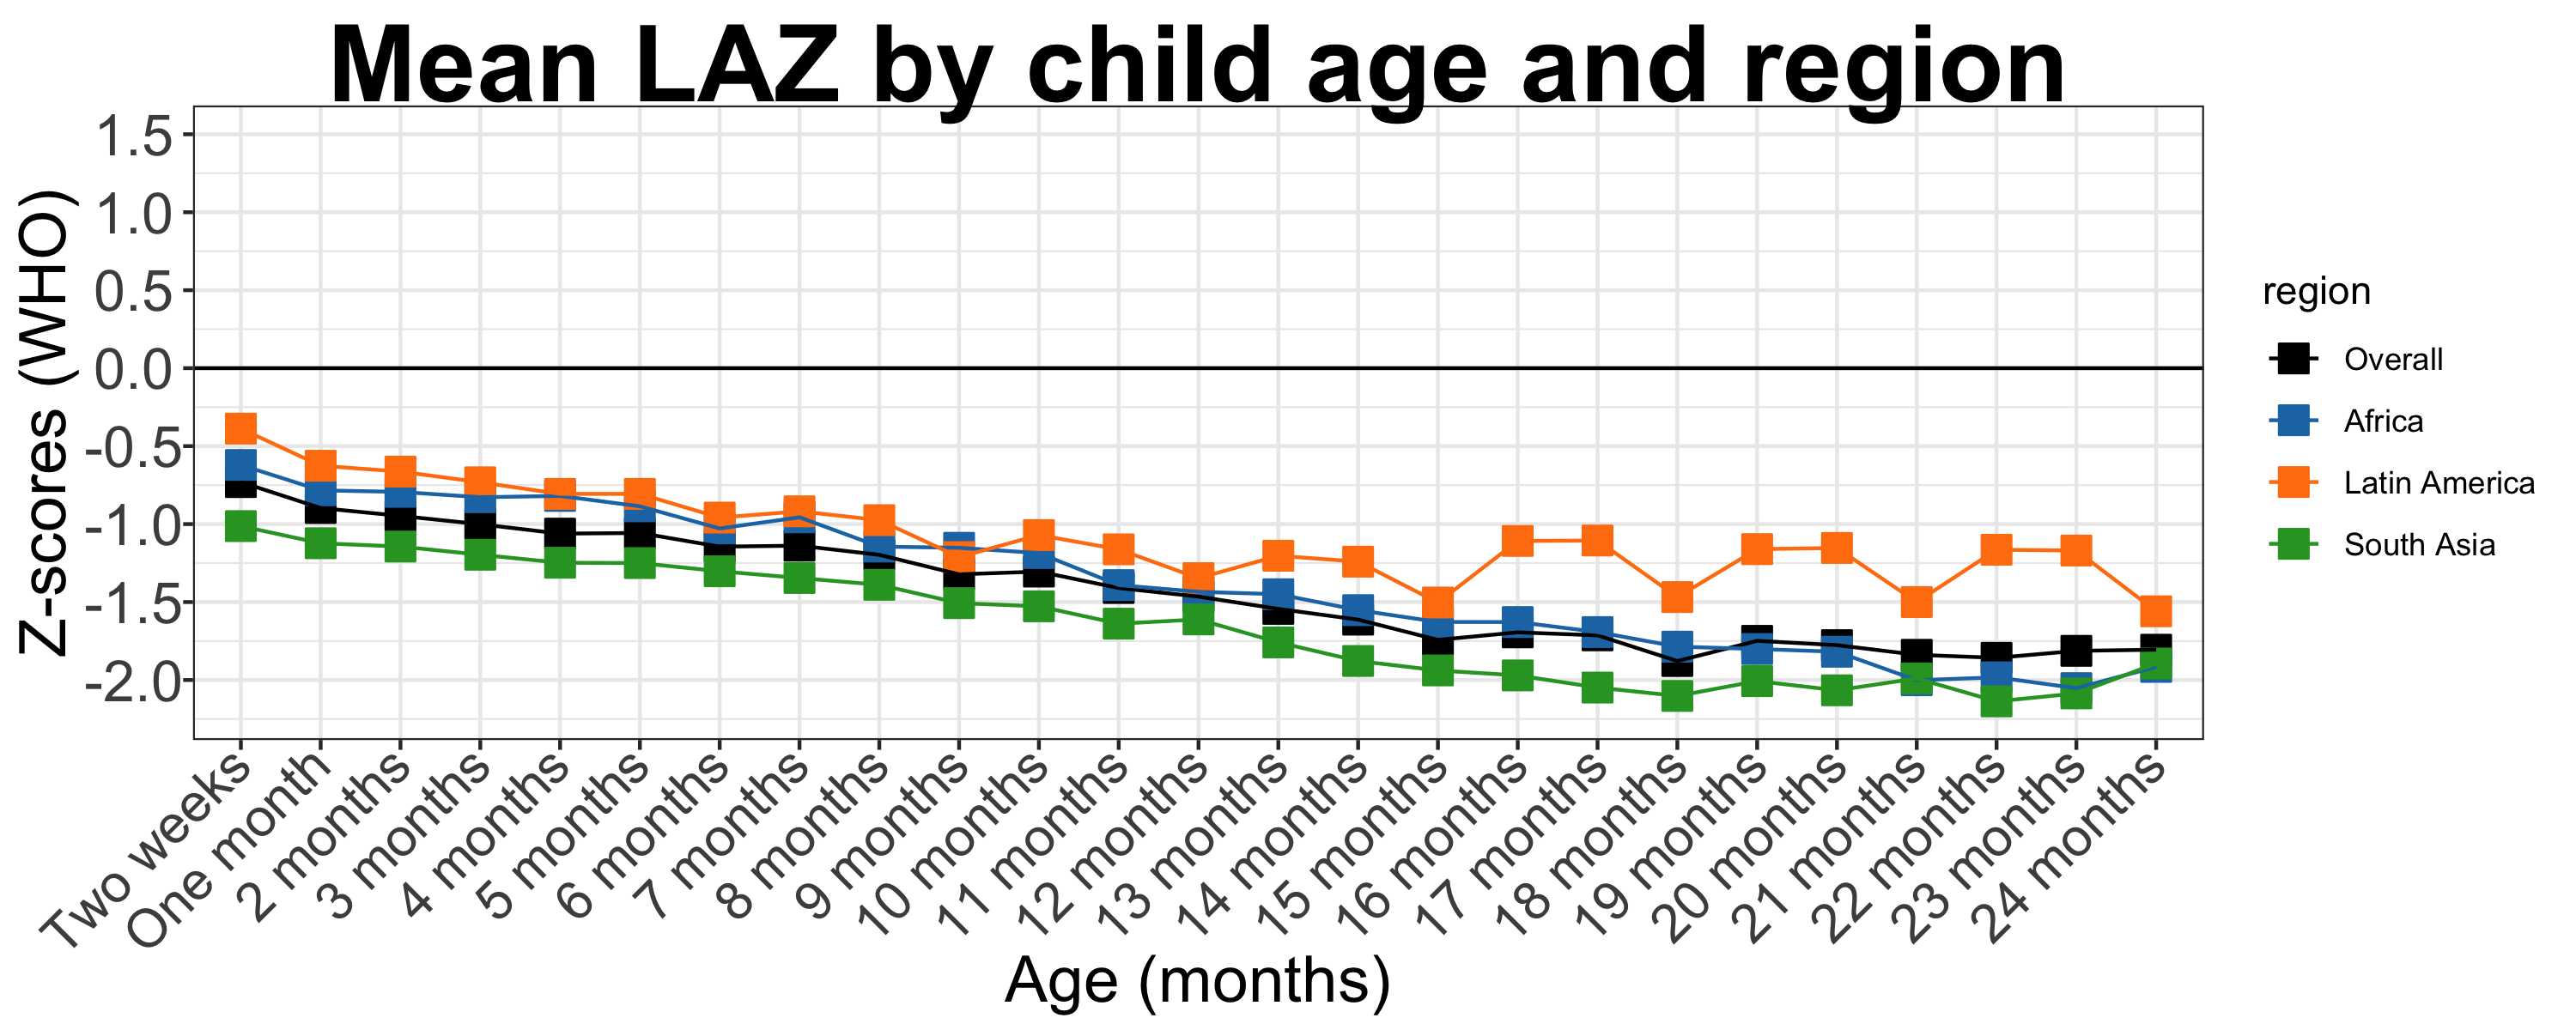 Mean LAZ by child age and region
Z-scores (WHO)
1.5
1.0
0.5
0.0
-0.5
-1.0
-1.5
-2.0
Two weeks
One month
2 months
3 months
4 months
5 months
6 months
7 months
8 months
9 months
10 months
11 months
12 months
13 months
14 months
15 months
16 months
17 months
18 months
19 months
20 months
21 months
22 months
23 months
24 months
Age (months)
region
Overall
Africa
Latin America
South Asia